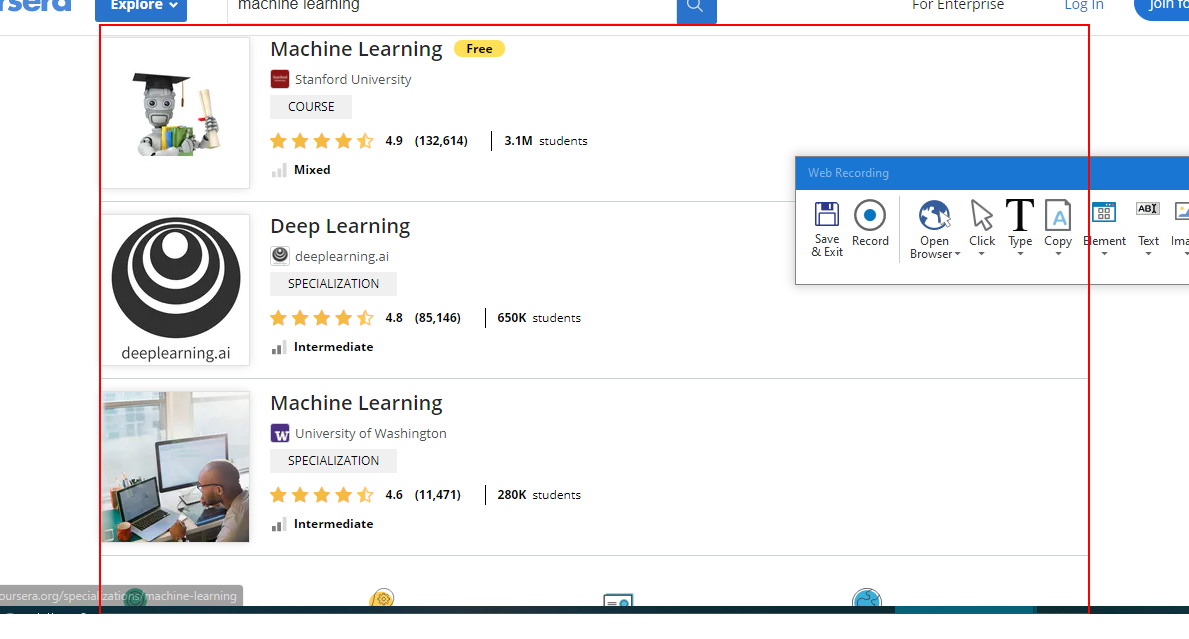 Explore
machine learning
For Enterprise
Log In
Join fo
Machine Learning Free
Stanford University
COURSE
4.9 (132,614) 3.1M students
Mixed
Web Recording
Save & Exit
Record
Open Browser
Click
Type
Copy
Element
Text
Ima
Deep Learning
deeplearning.ai
SPECIALIZATION
4.8 (85,146) 650K students
Intermediate
deeplearning.ai
Machine Learning
University of Washington
SPECIALIZATION
4.6 (11,471) 280K students
Intermediate
oursera.org/specializations/machine-learning